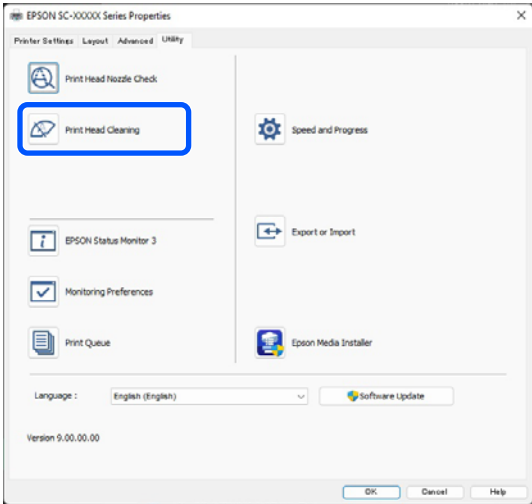 EPSON SC-XXXXX Series Properties
Printer Settings Layout Advanced Utility
Print Head Nozzle Check
Print Head Cleaning
Speed and Progress
EPSON Status Monitor 3
Export or Import
Monitoring Preferences
Print Queue
Epson Media Installer
Language :
English (English)
Software Update
Version 9.00.00.00
OK Cancel Help